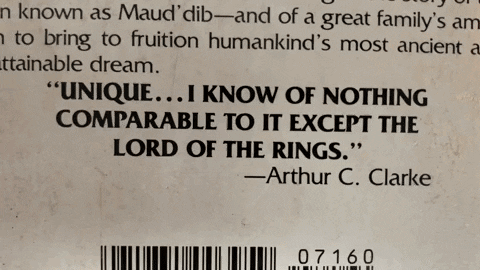 n known as Maud'dib—and of a great family's am
n to bring to fruition humankind's most ancient a
attainable dream.
"UNIQUE...I KNOW OF NOTHING
COMPARABLE TO IT EXCEPT THE
LORD OF THE RINGS."
—Arthur C. Clarke
07160